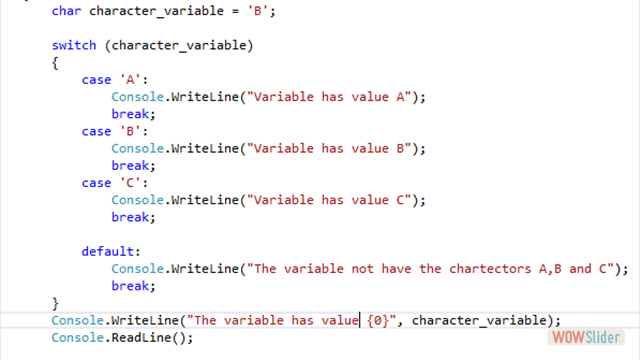 char character_variable = 'B';
switch (character_variable)
{
case 'A':
Console.WriteLine("Variable has value A");
break;
case 'B':
Console.WriteLine("Variable has value B");
break;
case 'C':
Console.WriteLine("Variable has value C");
break;
default:
Console.WriteLine("The variable not have the chartectors A,B and C");
break;
}
Console.WriteLine("The variable has value {0}", character_variable);
Console.ReadLine();
WOWSlider